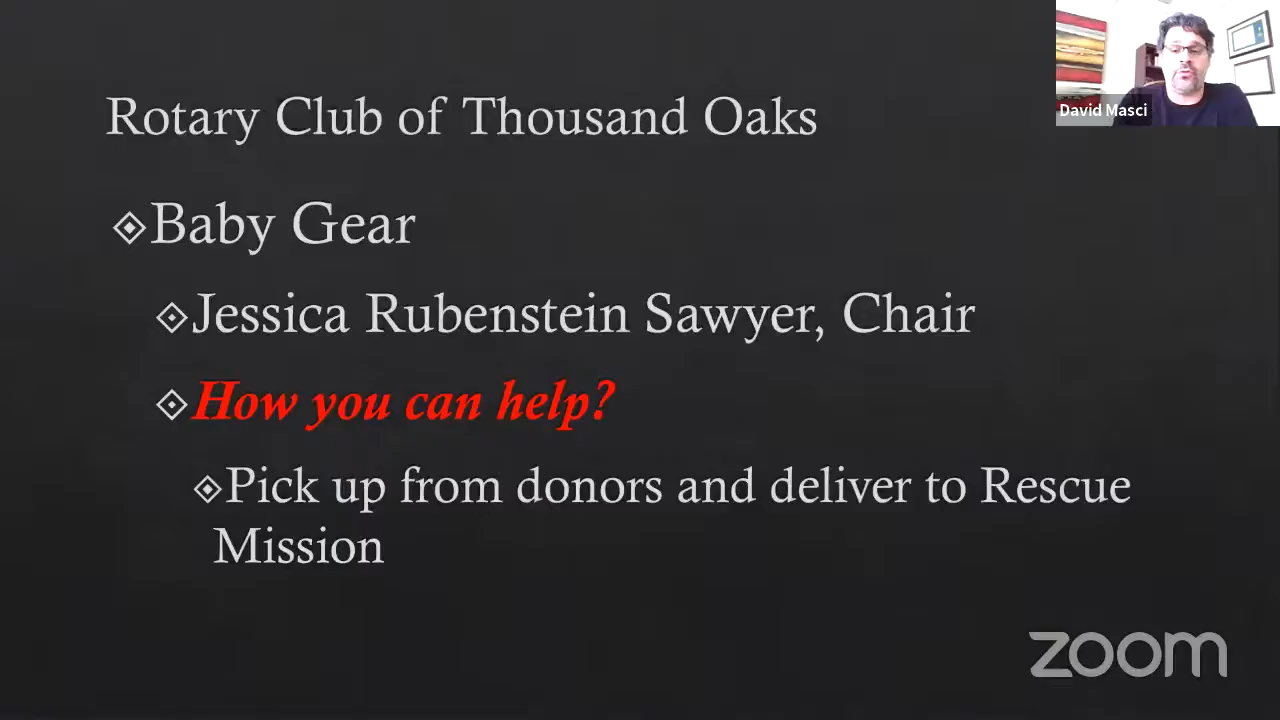 Rotary Club of Thousand Oaks
David Masci
Baby Gear
Jessica Rubenstein Sawyer, Chair
How you can help?
Pick up from donors and deliver to Rescue
Mission
zoom